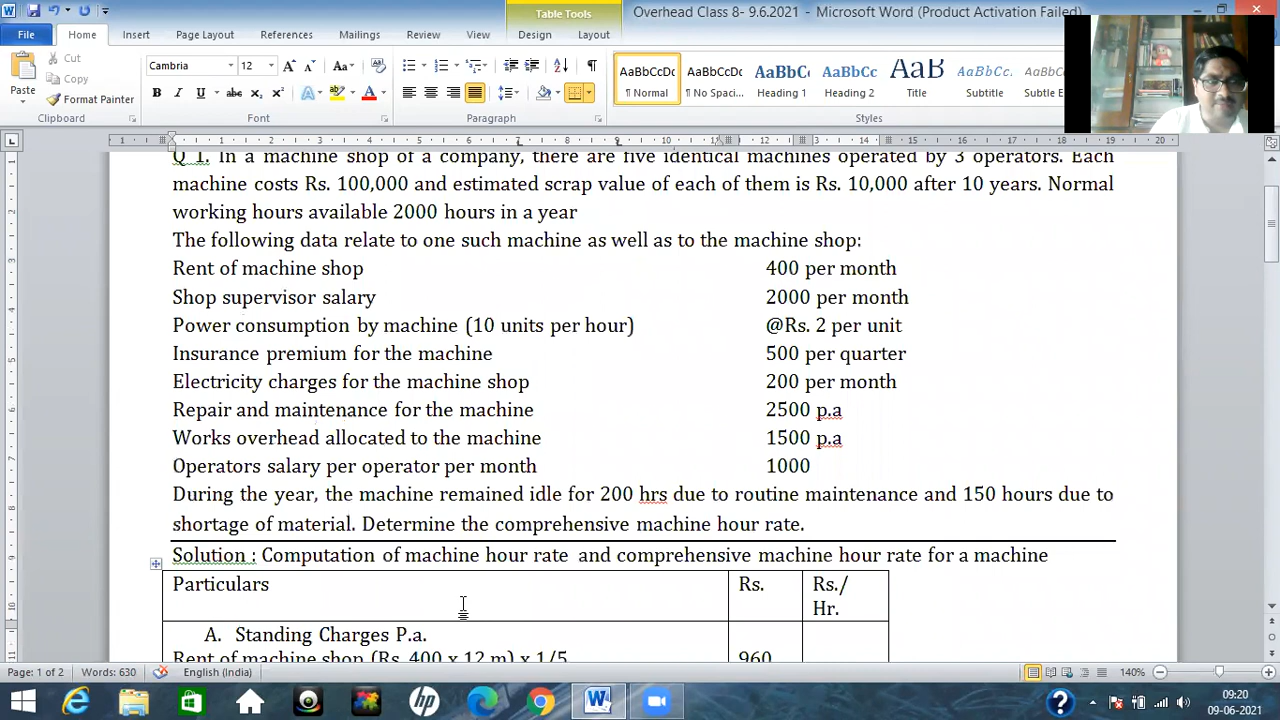 Table Tools
Overhead Class 8- 9.6.2021 - Microsoft Word (Product Activation Failed)
File Home Insert Page Layout References Mailings Review View Design Layout
Paste
Cut
Copy
Format Painter
Clipboard
Cambria 12
Font
Paragraph
AaBbCcDc AaBbCcDc AaBbCc AaBbCc AaB AaBbCcDc
¶ Normal ¶ No Spaci... Heading 1 Heading 2 Title Subtitle Subtle E
Styles
Q 1. In a machine shop of a company, there are five identical machines operated by 3 operators. Each
machine costs Rs. 100,000 and estimated scrap value of each of them is Rs. 10,000 after 10 years. Normal
working hours available 2000 hours in a year
The following data relate to one such machine as well as to the machine shop:
Rent of machine shop 400 per month
Shop supervisor salary 2000 per month
Power consumption by machine (10 units per hour) @Rs. 2 per unit
Insurance premium for the machine 500 per quarter
Electricity charges for the machine shop 200 per month
Repair and maintenance for the machine 2500 p.a
Works overhead allocated to the machine 1500 p.a
Operators salary per operator per month 1000
During the year, the machine remained idle for 200 hrs due to routine maintenance and 150 hours due to
shortage of material. Determine the comprehensive machine hour rate.
Solution : Computation of machine hour rate and comprehensive machine hour rate for a machine
Particulars Rs. Rs./
Hr.
A. Standing Charges P.a.
Rent of machine shop (Rs. 400 x 12 m) x 1/5 960
Page: 1 of 2 Words: 630 English (India) 140%
09:20
09-06-2021